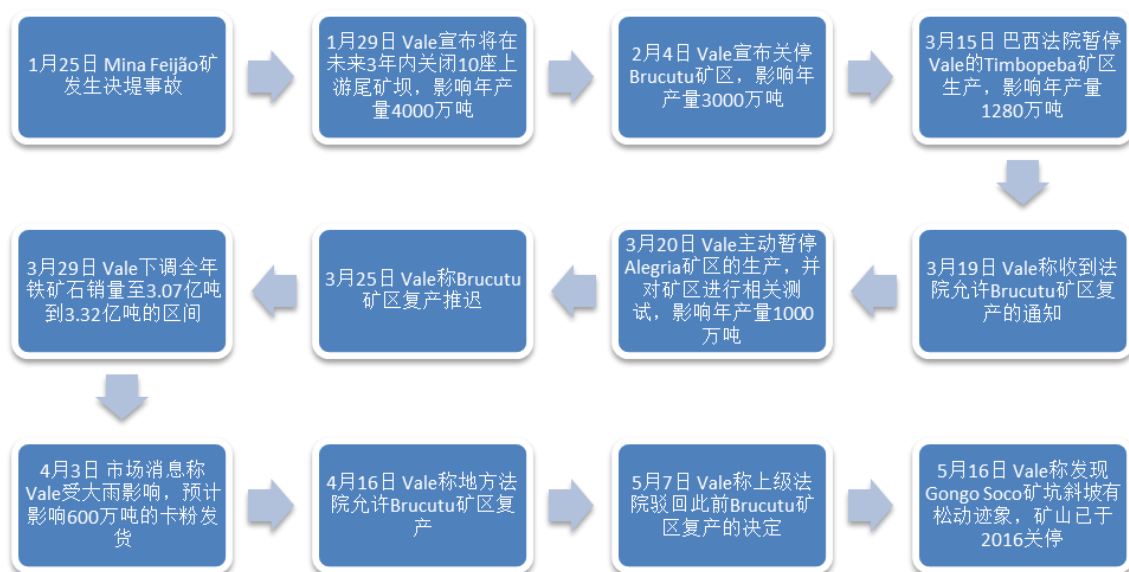 1月25日 Mina Feijão矿
发生决堤事故
1月29日 Vale宣布将在
未来3年内关闭10座上
游尾矿坝，影响年产
量4000万吨
2月4日 Vale宣布关停
Brucutu矿区，影响年
产量3000万吨
3月15日 巴西法院暂停
Vale的Timbopeba矿区
生产，影响年产量
1280万吨
3月19日 Vale称收到法
院允许Brucutu矿区复
产的通知
3月20日 Vale主动暂停
Alegria矿区的生产，并
对矿区进行相关测
试，影响年产量1000
万吨
3月25日 Vale称Brucutu
矿区复产推迟
3月29日 Vale下调全年
铁矿石销量至3.07亿吨
到3.32亿吨的区间
4月3日 市场消息称
Vale受大雨影响，预计
影响600万吨的卡粉发
货
4月16日 Vale称地方法
院允许Brucutu矿区复
产
5月7日 Vale称上级法
院驳回此前Brucutu矿
区复产的决定
5月16日 Vale称发现
Gongo Soco矿坑斜坡有
松动迹象，矿山已于
2016关停